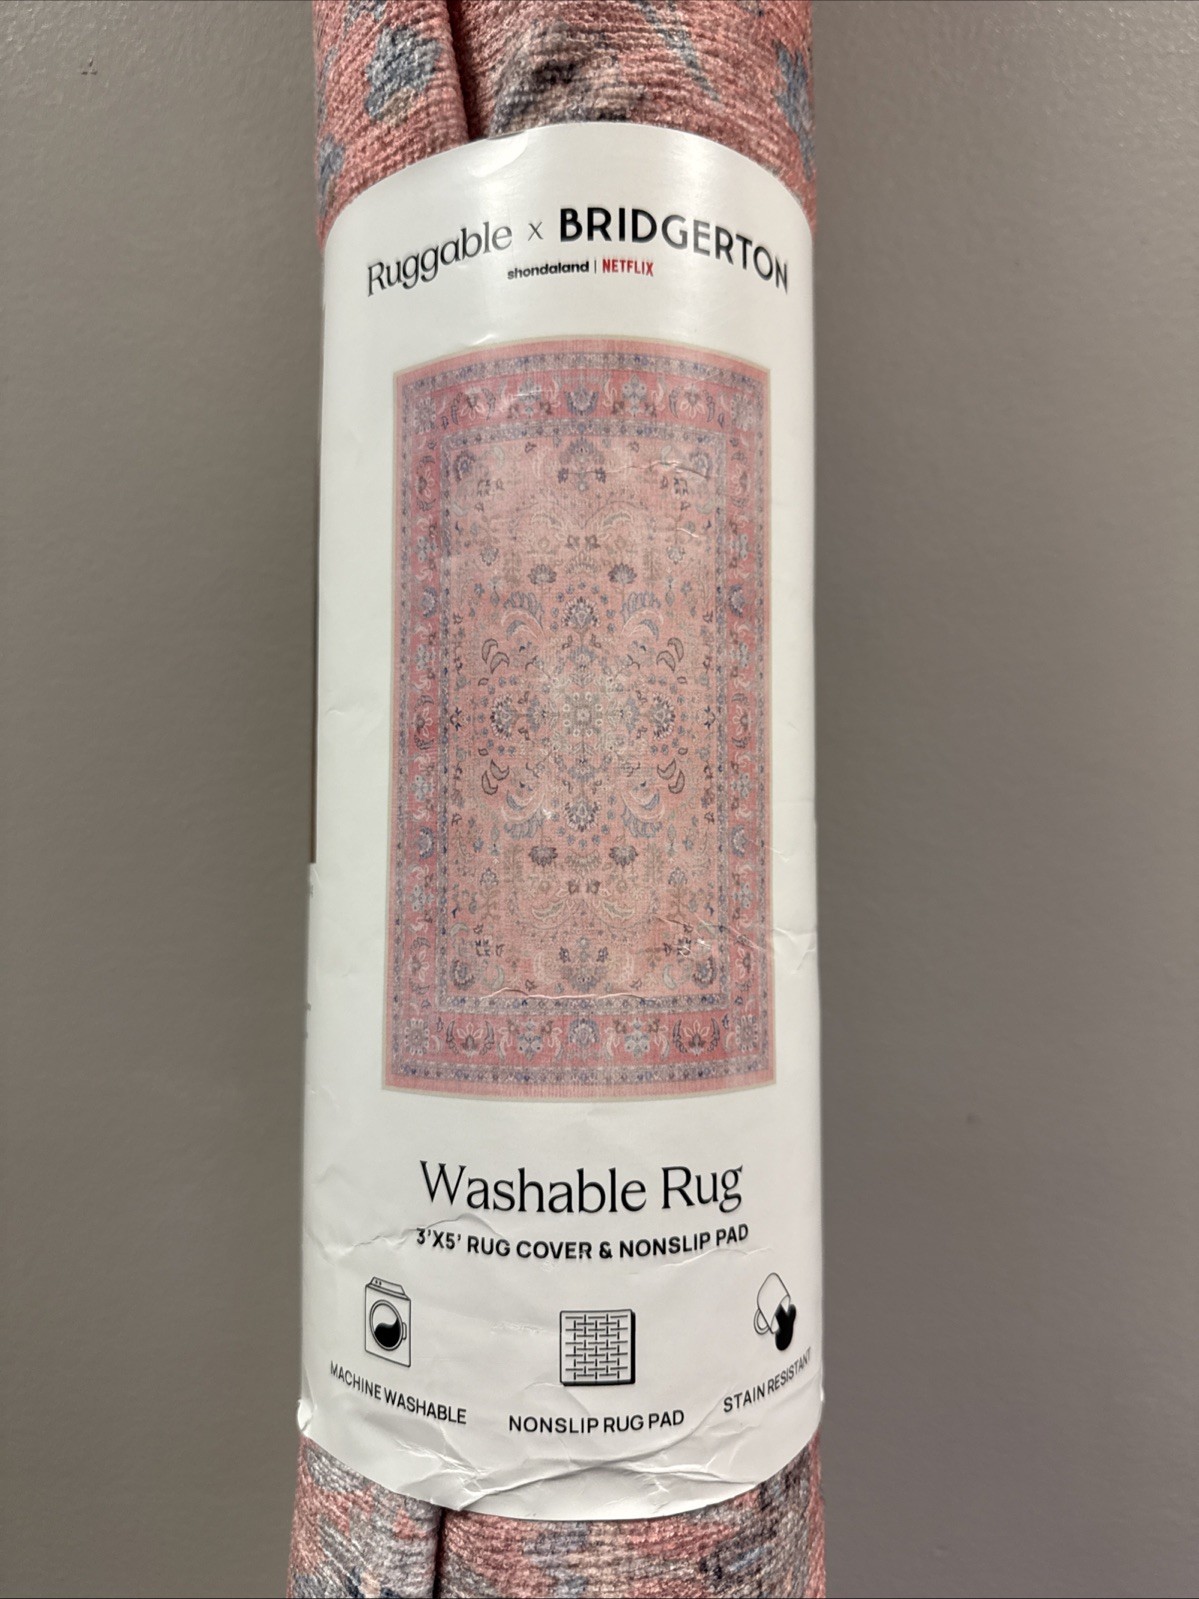 Ruggable x BRIDGERTON
shondaland | NETFLIX
Washable Rug
3'X5' RUG COVER & NONSLIP PAD
MACHINE WASHABLE
NONSLIP RUG PAD
STAIN RESISTANT